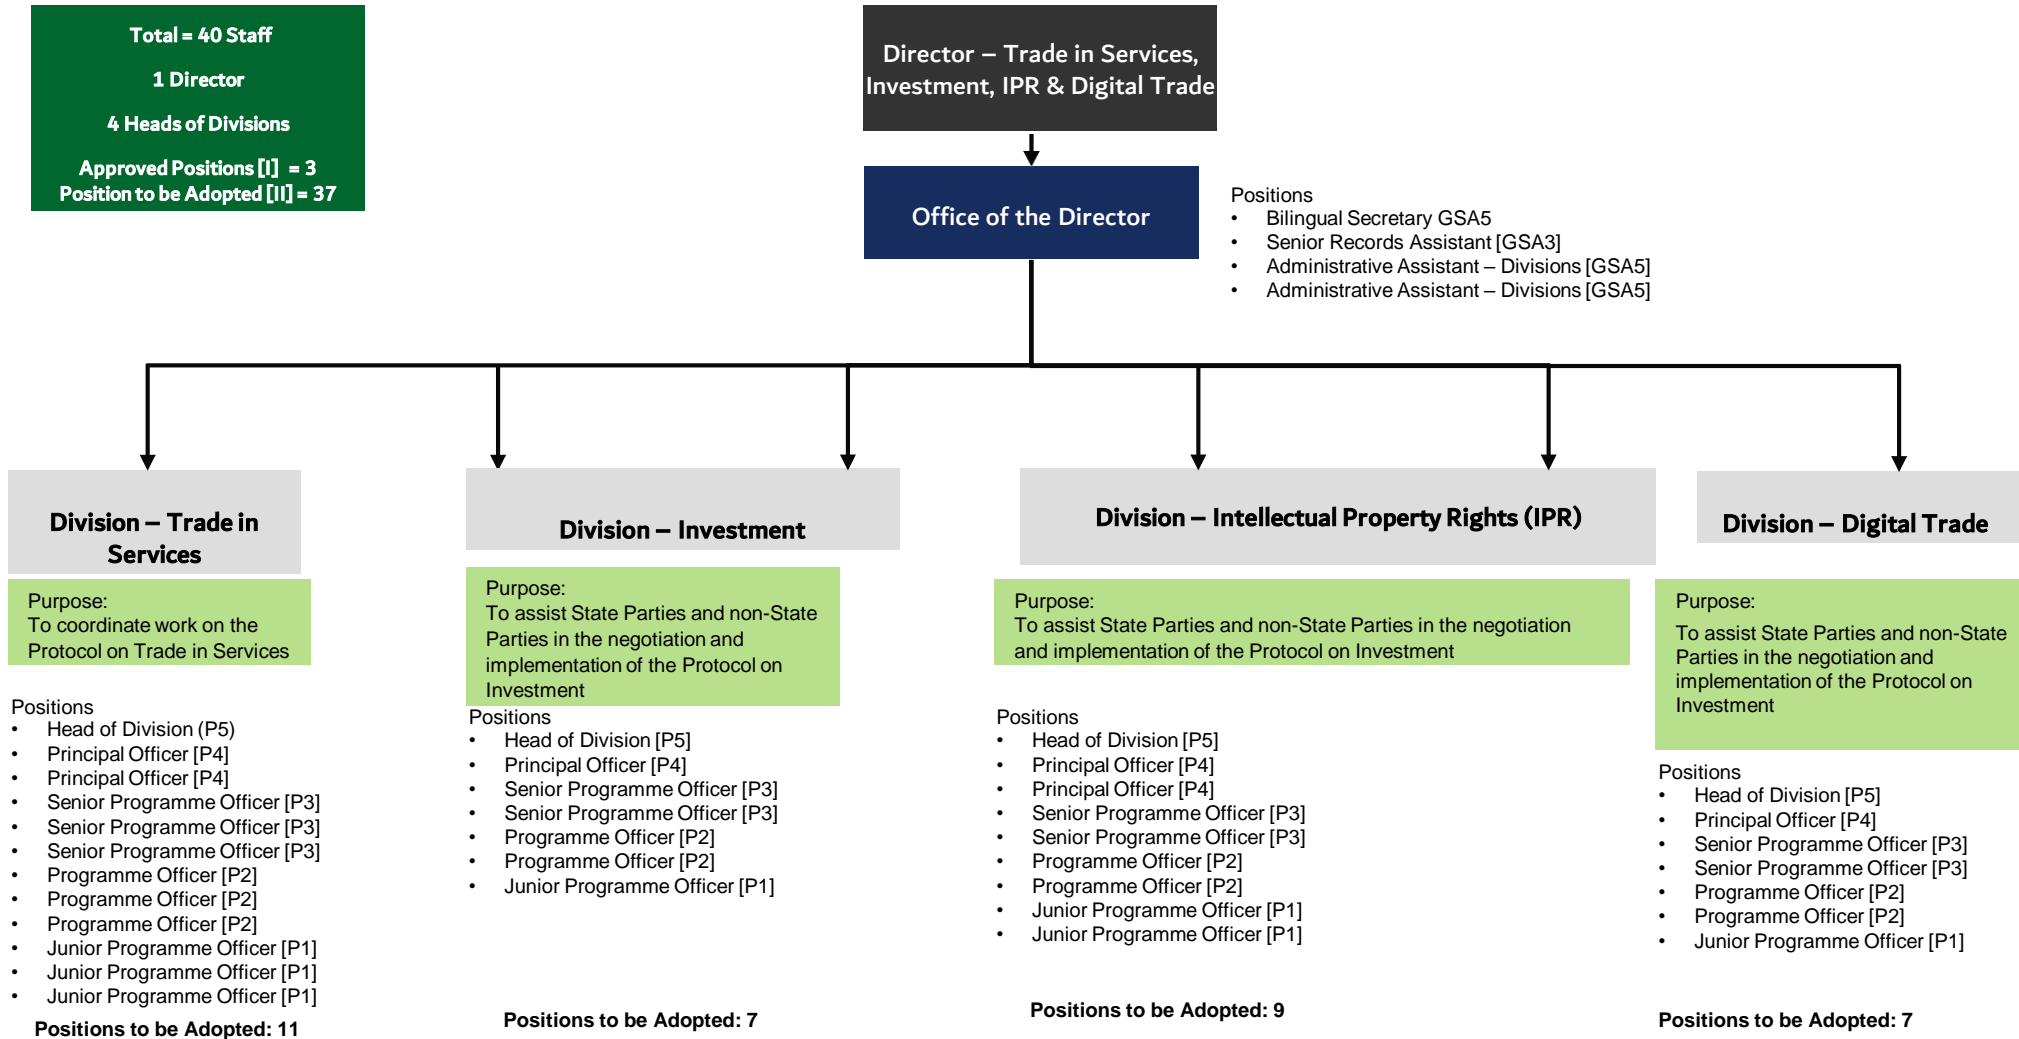 Total = 40 Staff
1 Director
4 Heads of Divisions
Approved Positions [I] = 3
Position to be Adopted [II] = 37
Director – Trade in Services,
Investment, IPR & Digital Trade
Office of the Director
Positions
• Bilingual Secretary GSA5
• Senior Records Assistant [GSA3]
• Administrative Assistant – Divisions [GSA5]
• Administrative Assistant – Divisions [GSA5]
Division – Trade in
Services
Purpose:
To coordinate work on the
Protocol on Trade in Services
Positions
• Head of Division (P5)
• Principal Officer [P4]
• Principal Officer [P4]
• Senior Programme Officer [P3]
• Senior Programme Officer [P3]
• Senior Programme Officer [P3]
• Programme Officer [P2]
• Programme Officer [P2]
• Programme Officer [P2]
• Junior Programme Officer [P1]
• Junior Programme Officer [P1]
• Junior Programme Officer [P1]
Positions to be Adopted: 11
Division – Investment
Purpose:
To assist State Parties and non-State
Parties in the negotiation and
implementation of the Protocol on
Investment
Positions
• Head of Division [P5]
• Principal Officer [P4]
• Senior Programme Officer [P3]
• Senior Programme Officer [P3]
• Programme Officer [P2]
• Programme Officer [P2]
• Junior Programme Officer [P1]
Positions to be Adopted: 7
Division – Intellectual Property Rights (IPR)
Purpose:
To assist State Parties and non-State Parties in the negotiation
and implementation of the Protocol on Investment
Positions
• Head of Division [P5]
• Principal Officer [P4]
• Principal Officer [P4]
• Senior Programme Officer [P3]
• Senior Programme Officer [P3]
• Programme Officer [P2]
• Programme Officer [P2]
• Junior Programme Officer [P1]
• Junior Programme Officer [P1]
Positions to be Adopted: 9
Division – Digital Trade
Purpose:
To assist State Parties and non-State
Parties in the negotiation and
implementation of the Protocol on
Investment
Positions
• Head of Division [P5]
• Principal Officer [P4]
• Senior Programme Officer [P3]
• Senior Programme Officer [P3]
• Programme Officer [P2]
• Programme Officer [P2]
• Junior Programme Officer [P1]
Positions to be Adopted: 7